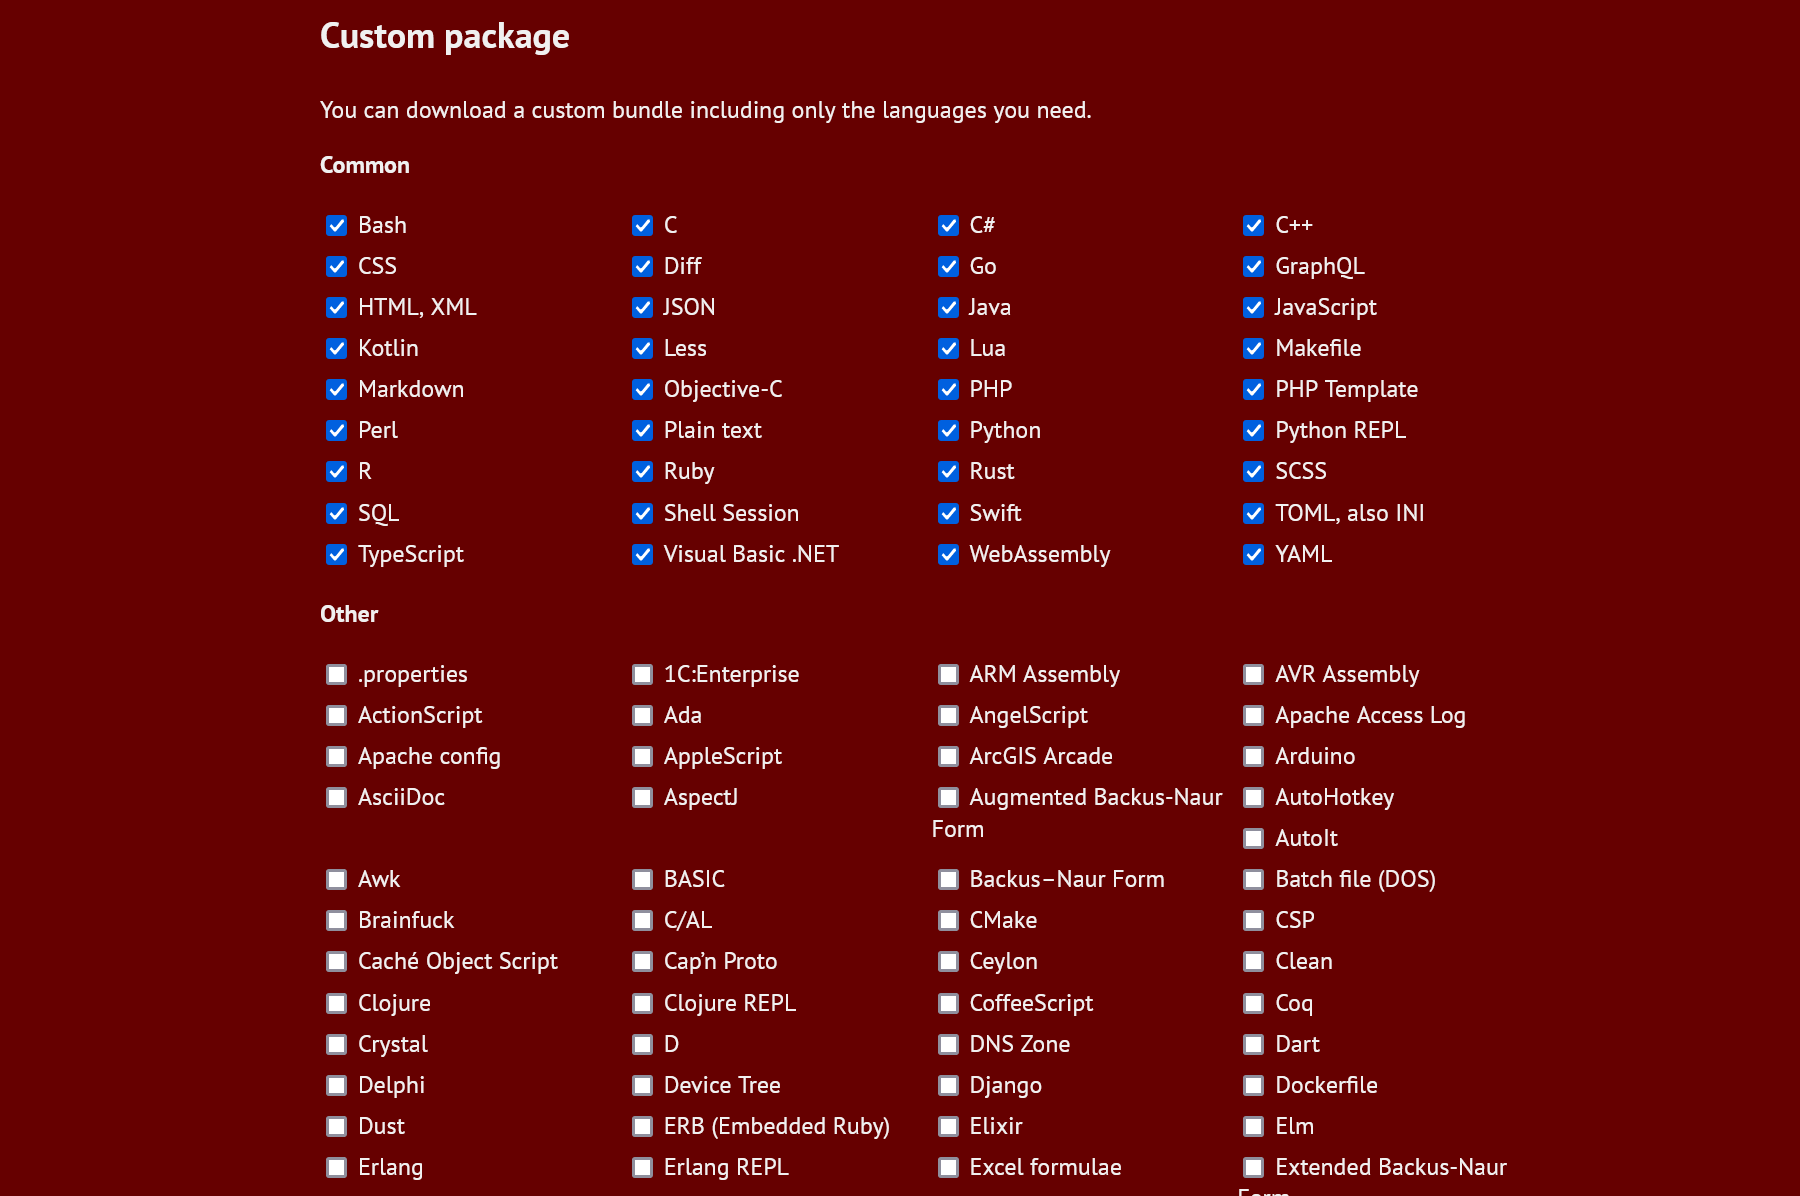 Custom package
You can download a custom bundle including only the languages you need.
Common
Bash C C# C++
CSS Diff Go GraphQL
HTML, XML JSON Java JavaScript
Kotlin Less Lua Makefile
Markdown Objective-C PHP PHP Template
Perl Plain text Python Python REPL
R Ruby Rust SCSS
SQL Shell Session Swift TOML, also INI
TypeScript Visual Basic .NET WebAssembly YAML
Other
.properties 1C:Enterprise ARM Assembly AVR Assembly
ActionScript Ada AngelScript Apache Access Log
Apache config AppleScript ArcGIS Arcade Arduino
AsciiDoc AspectJ Augmented Backus-Naur AutoHotkey
Form
AutoIt
Awk BASIC Backus–Naur Form Batch file (DOS)
Brainfuck C/AL CMake CSP
Caché Object Script Cap’n Proto Ceylon Clean
Clojure Clojure REPL CoffeeScript Coq
Crystal D DNS Zone Dart
Delphi Device Tree Django Dockerfile
Dust ERB (Embedded Ruby) Elixir Elm
Erlang Erlang REPL Excel formulae Extended Backus-Naur
Form